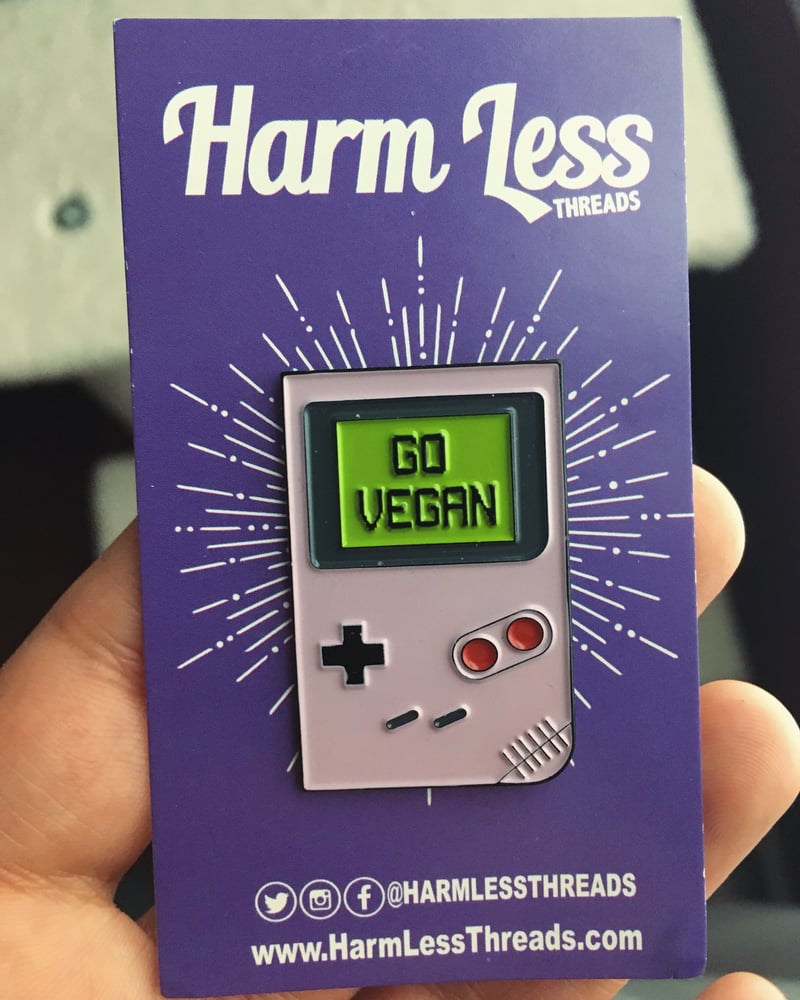 Harm Less
THREADS
GO
VEGAN
@HARMLESSTHREADS
www.HarmLessThreads.com